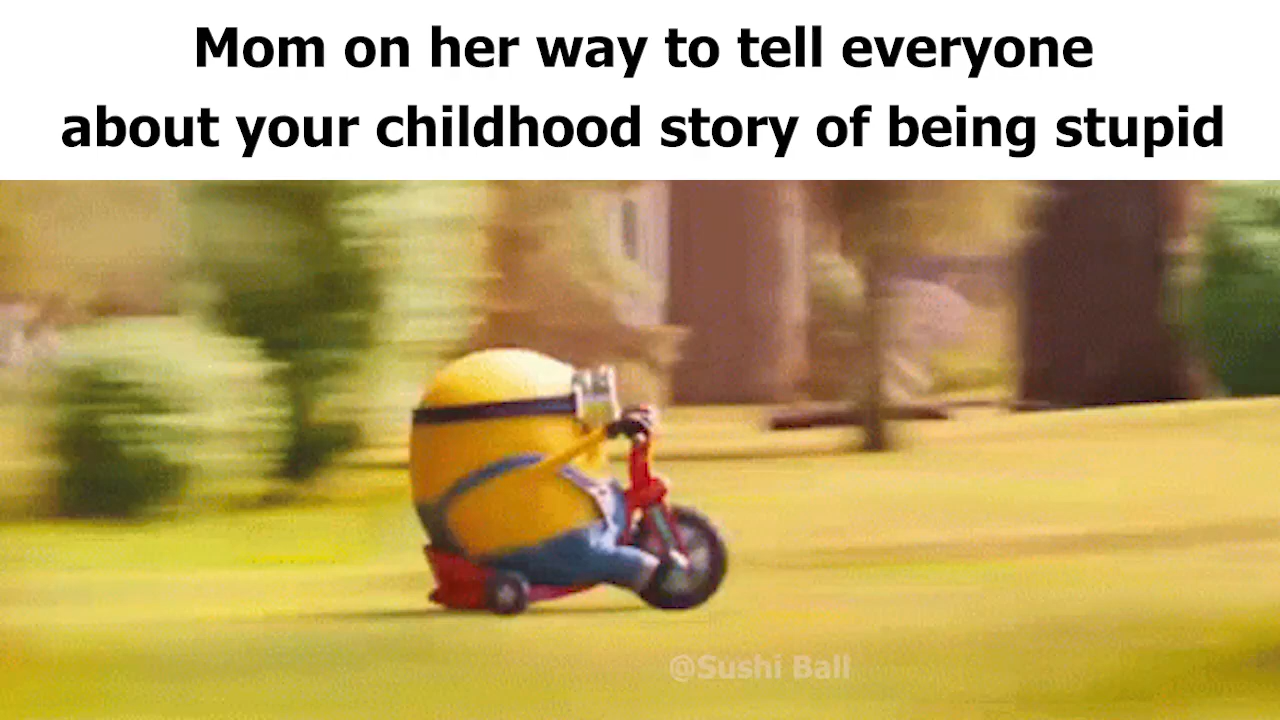 Mom on her way to tell everyone
about your childhood story of being stupid
@Sushi Ball